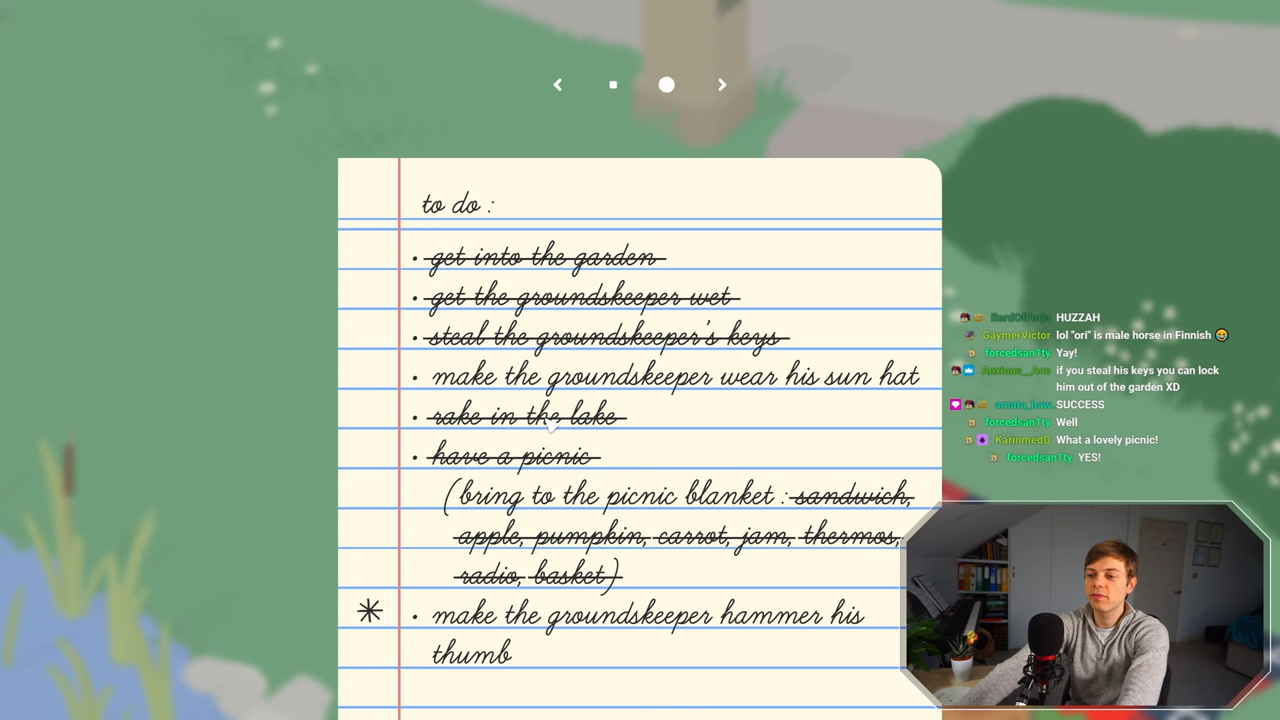 to do :
• get into the garden
• get the groundskeeper wet
• steal the groundskeeper's keys
• make the groundskeeper wear his sun hat
• rake in the lake
• have a picnic
(bring to the picnic blanket : sandwich,
apple, pumpkin, carrot, jam, thermos,
radio, basket)
• make the groundskeeper hammer his
thumb
HUZZAH
GaymerVictor lol "ori" is male horse in Finnish 😅
forcedsan1ty Yay!
Anxious__Ace if you steal his keys you can lock
him out of the garden XD
SUCCESS
forcedsan1ty Well
KarinmedQ What a lovely picnic!
forcedsan1ty YES!